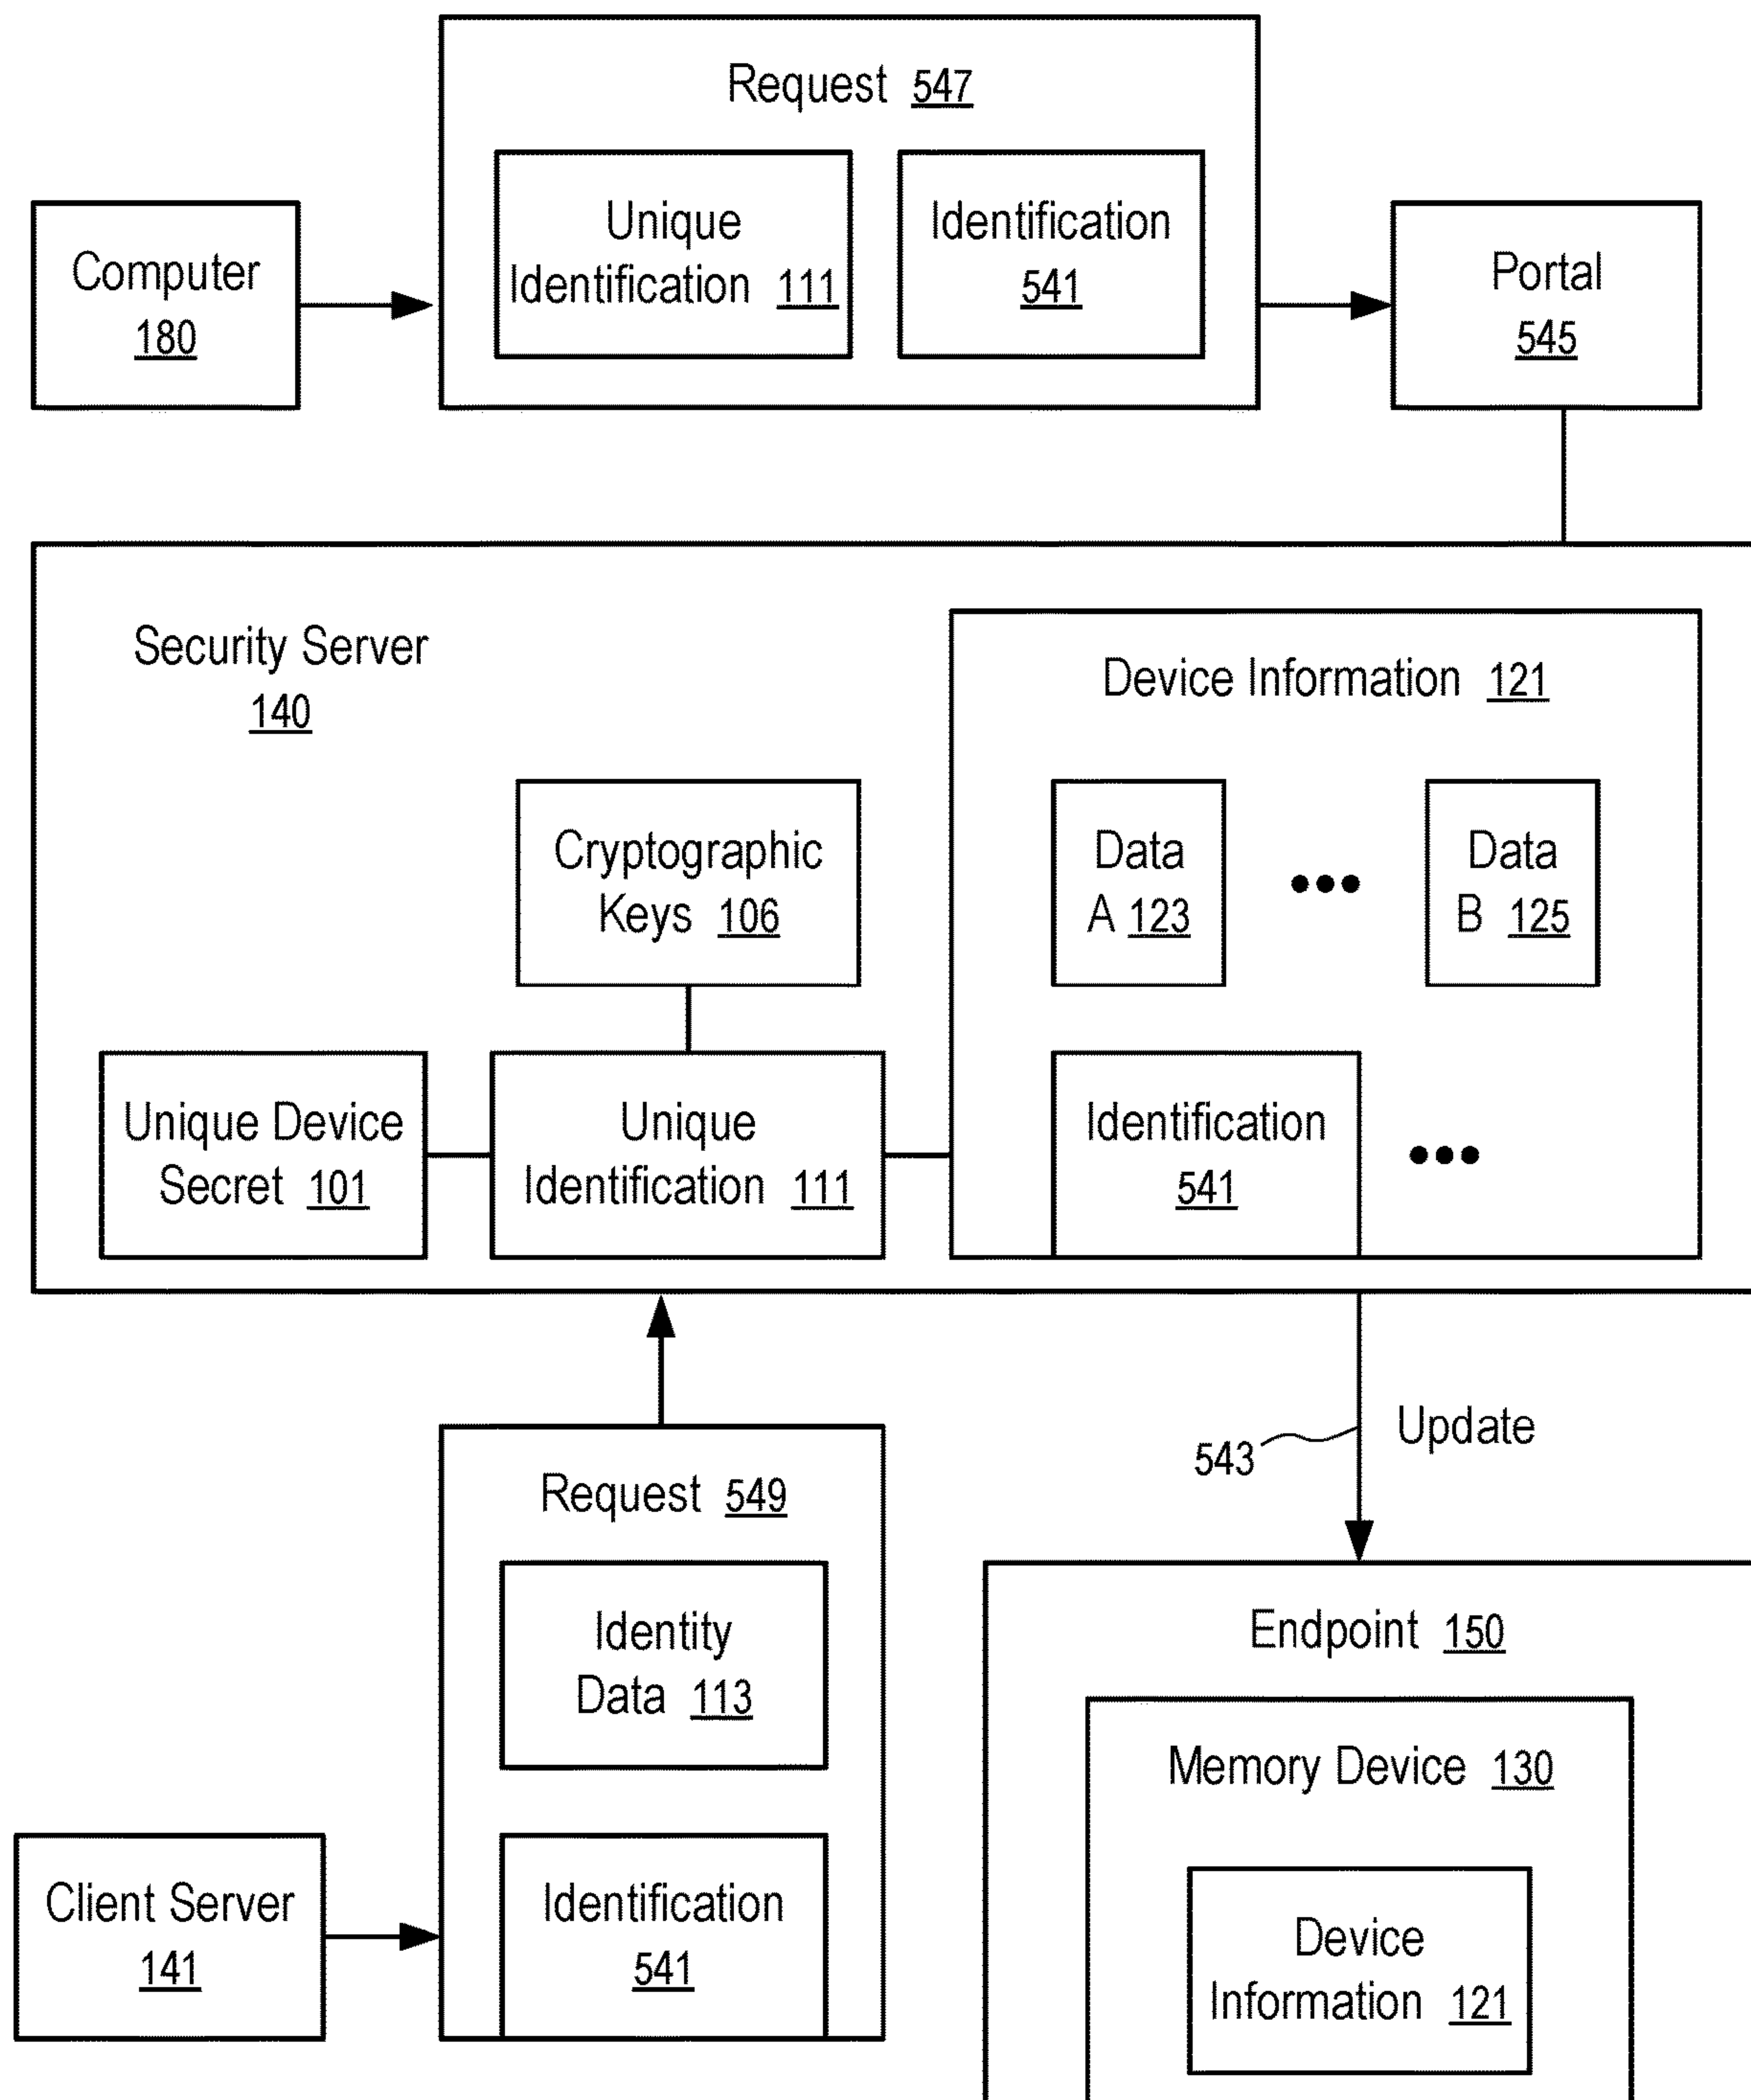 Request 547
Unique
Identification 111
Identification
541
Computer
180
Portal
545
Security Server
140
Device Information 121
Cryptographic
Keys 106
Data
A 123
•••
Data
B 125
Unique Device
Secret 101
Unique
Identification 111
Identification
541
•••
543
Update
Request 549
Identity
Data 113
Identification
541
Client Server
141
Endpoint 150
Memory Device 130
Device
Information 121